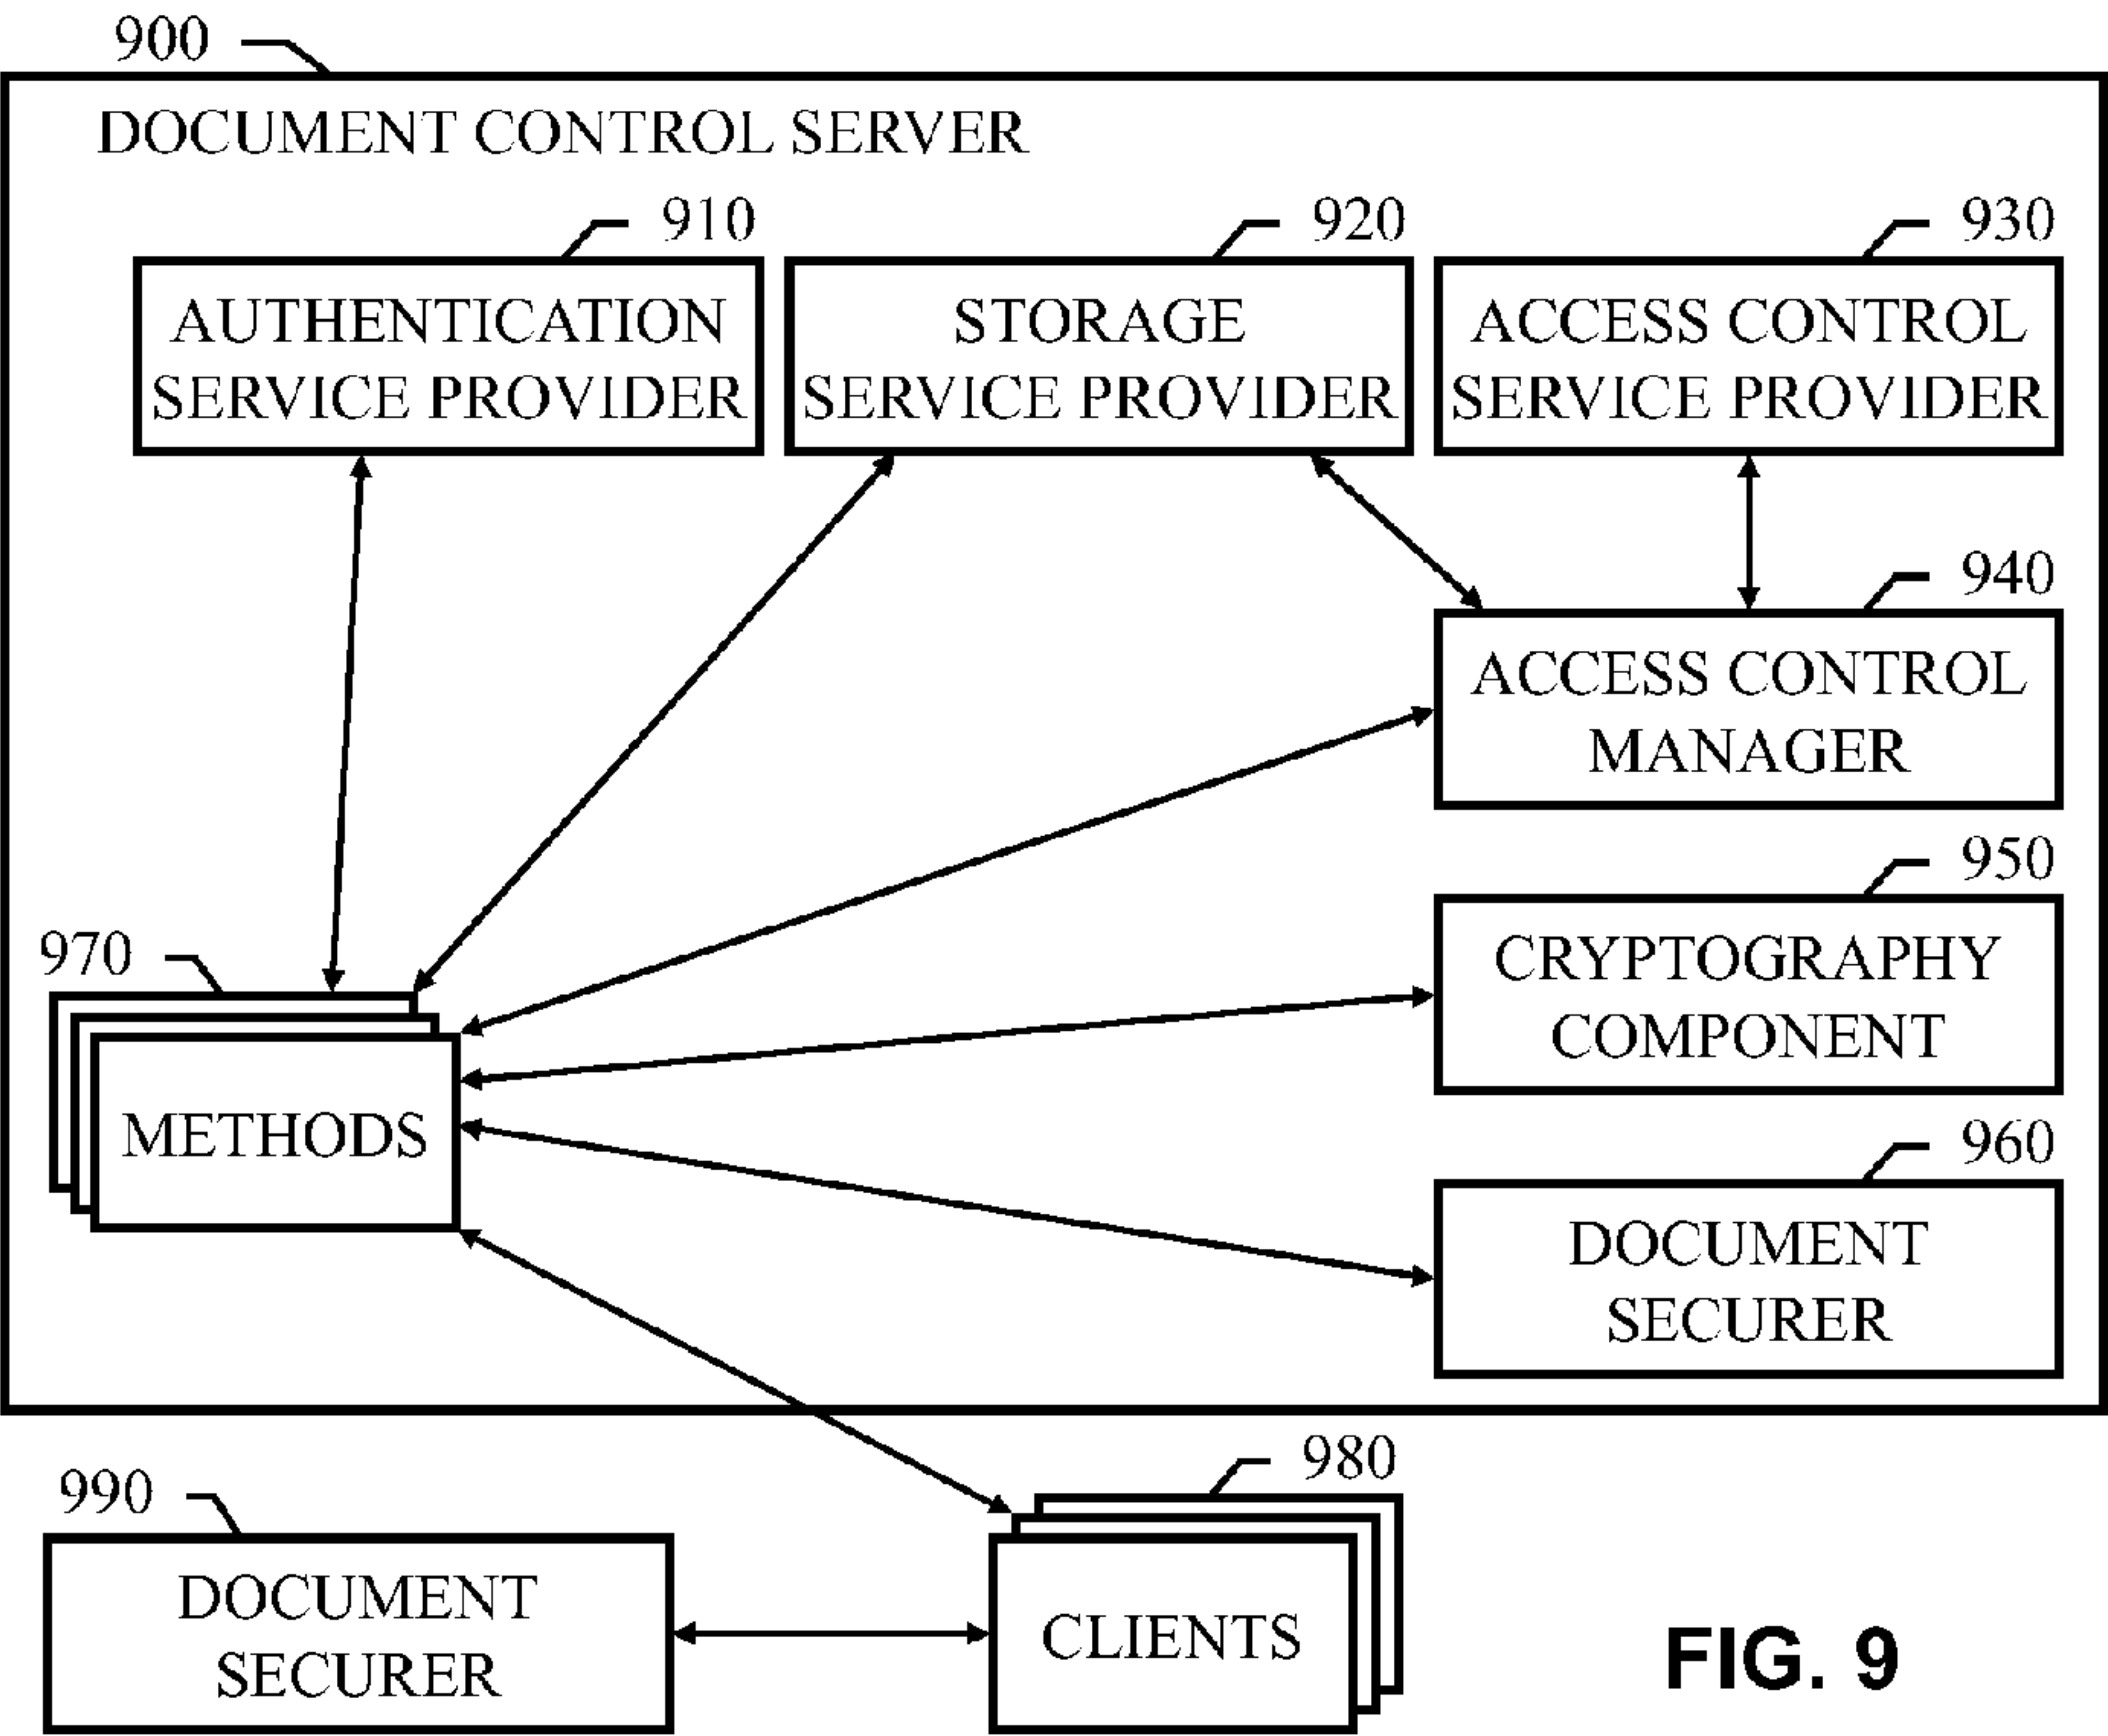 900
DOCUMENT CONTROL SERVER
910
920
930
AUTHENTICATION
SERVICE PROVIDER
STORAGE
SERVICE PROVIDER
ACCESS CONTROL
SERVICE PROVIDER
940
ACCESS CONTROL
MANAGER
950
CRYPTOGRAPHY
COMPONENT
970
METHODS
960
DOCUMENT
SECURER
980
990
DOCUMENT
SECURER
CLIENTS
FIG. 9